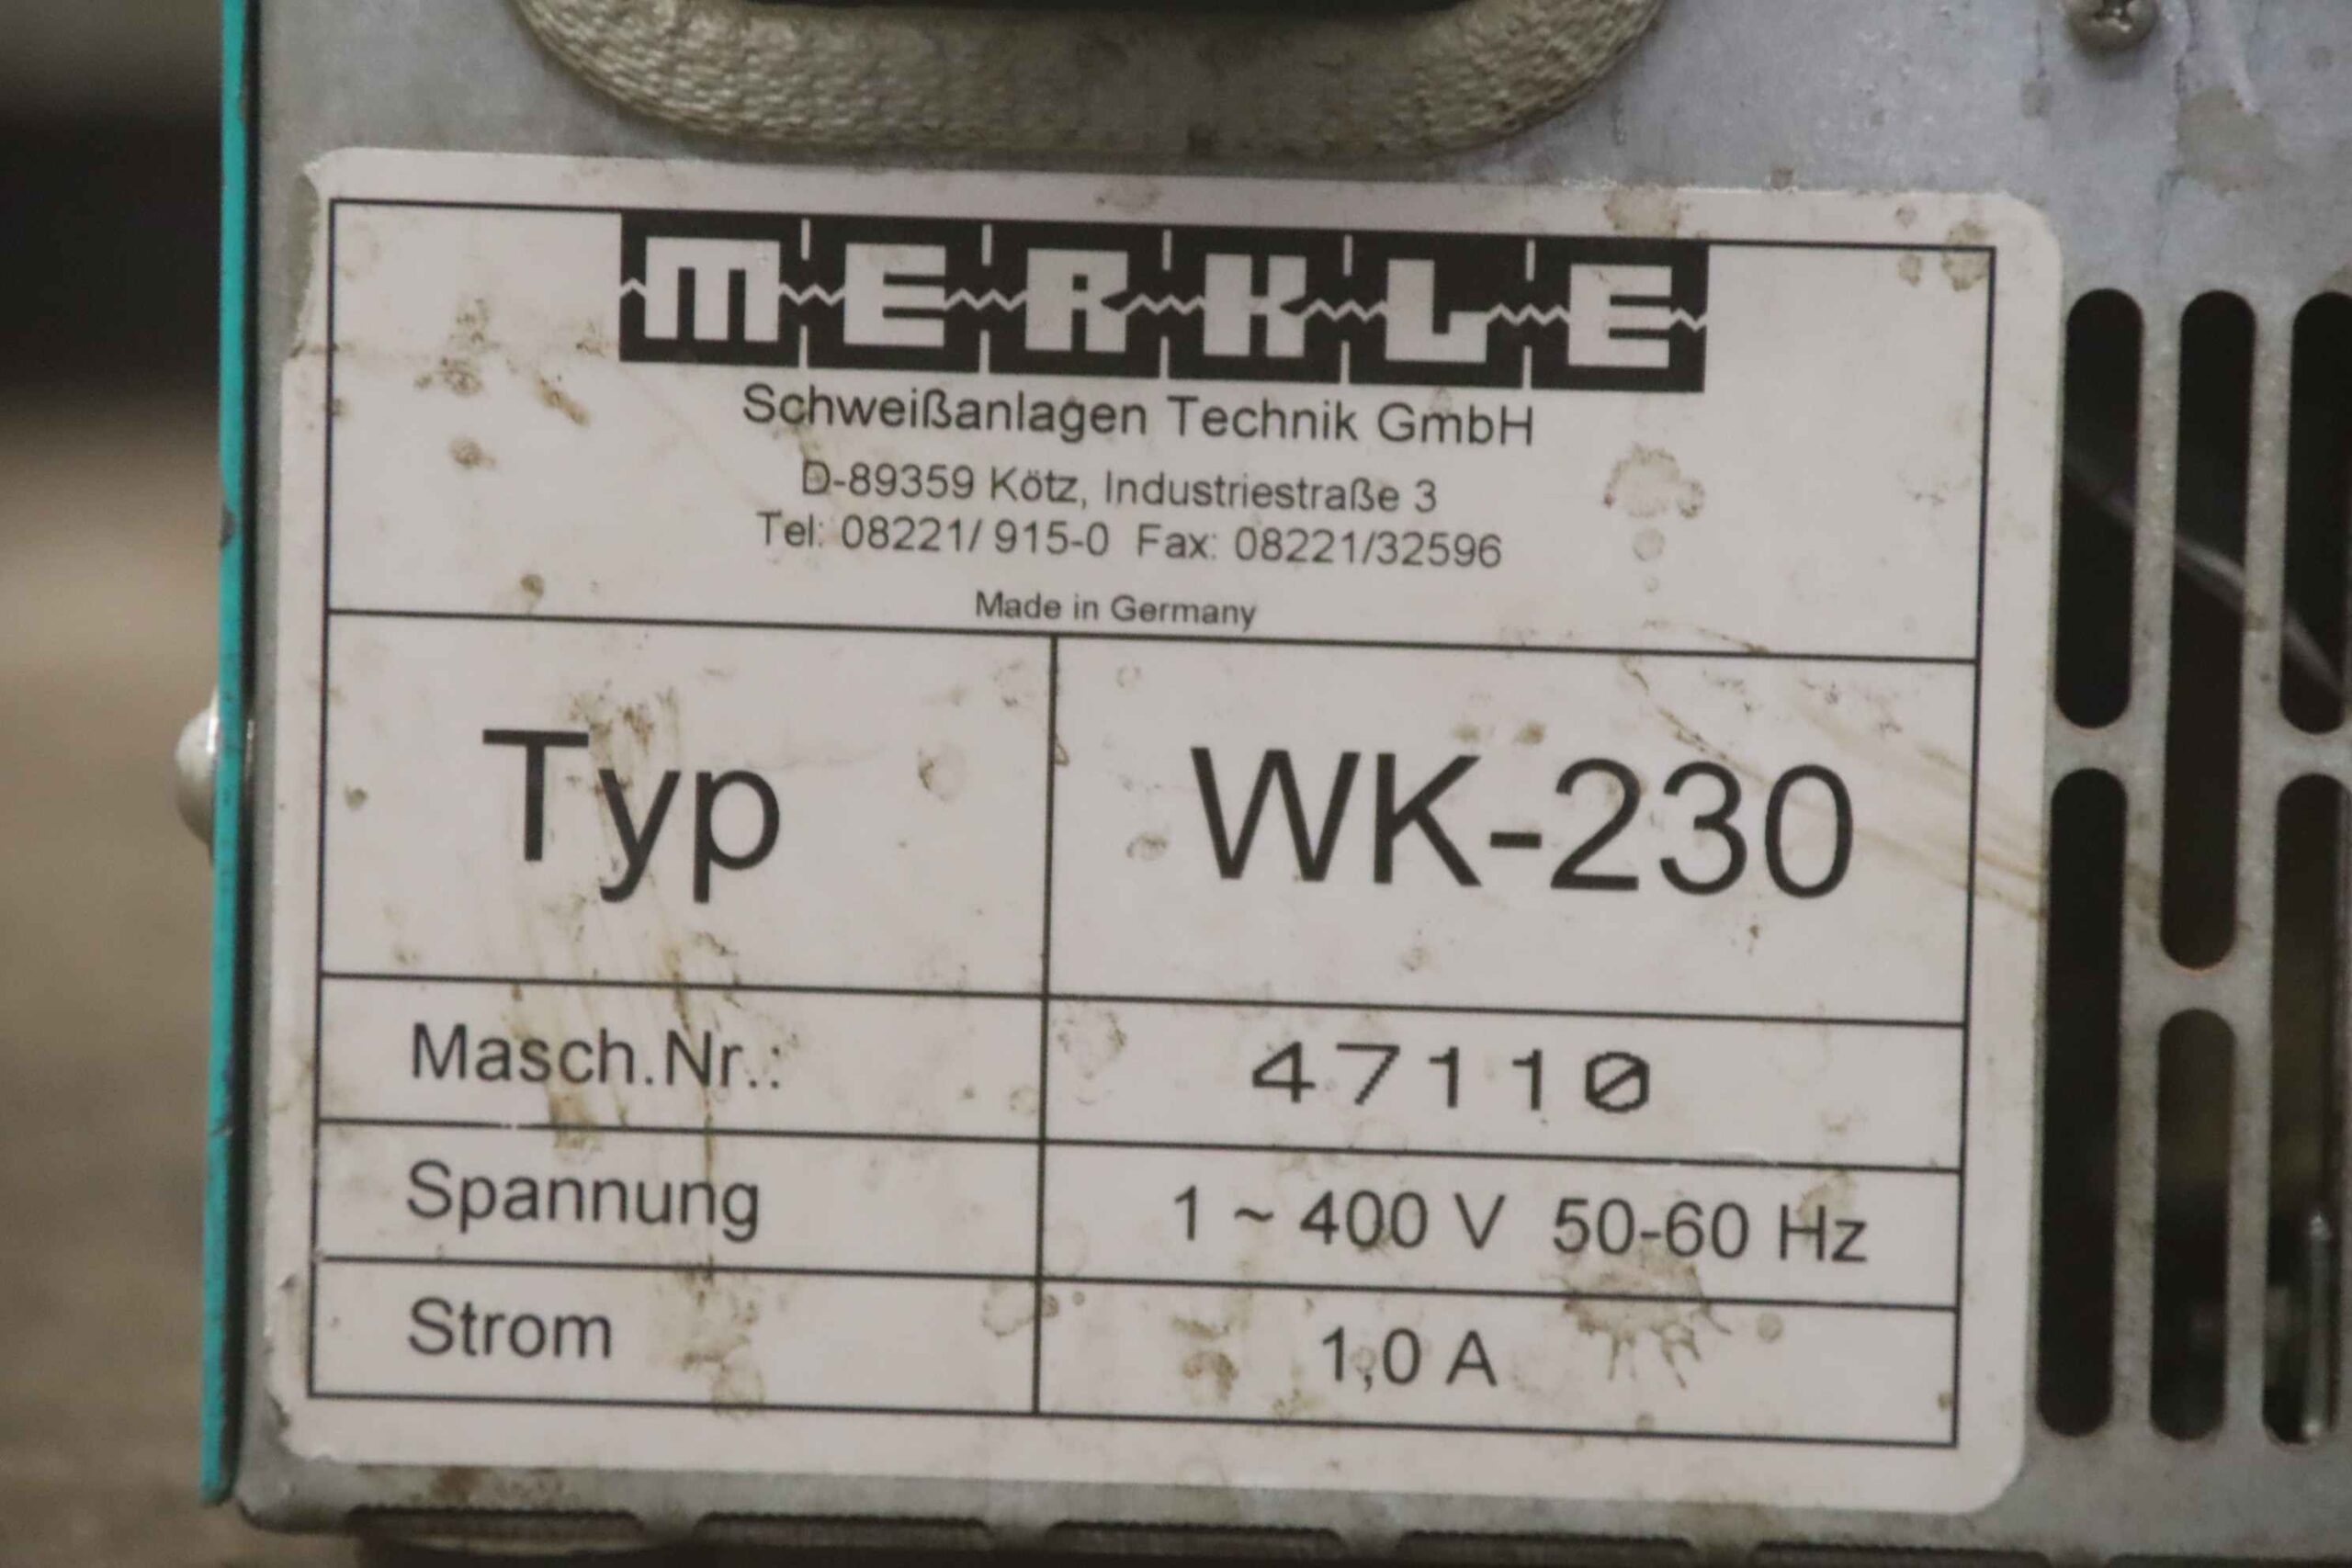 MERKLE
Schweißanlagen Technik GmbH
D-89359 Kötz, Industriestraße 3
Tel: 08221/ 915-0 Fax: 08221/32596
Made in Germany
Typ WK-230
Masch.Nr.: 47110
Spannung 1 ~ 400 V 50-60 Hz
Strom 1,0 A